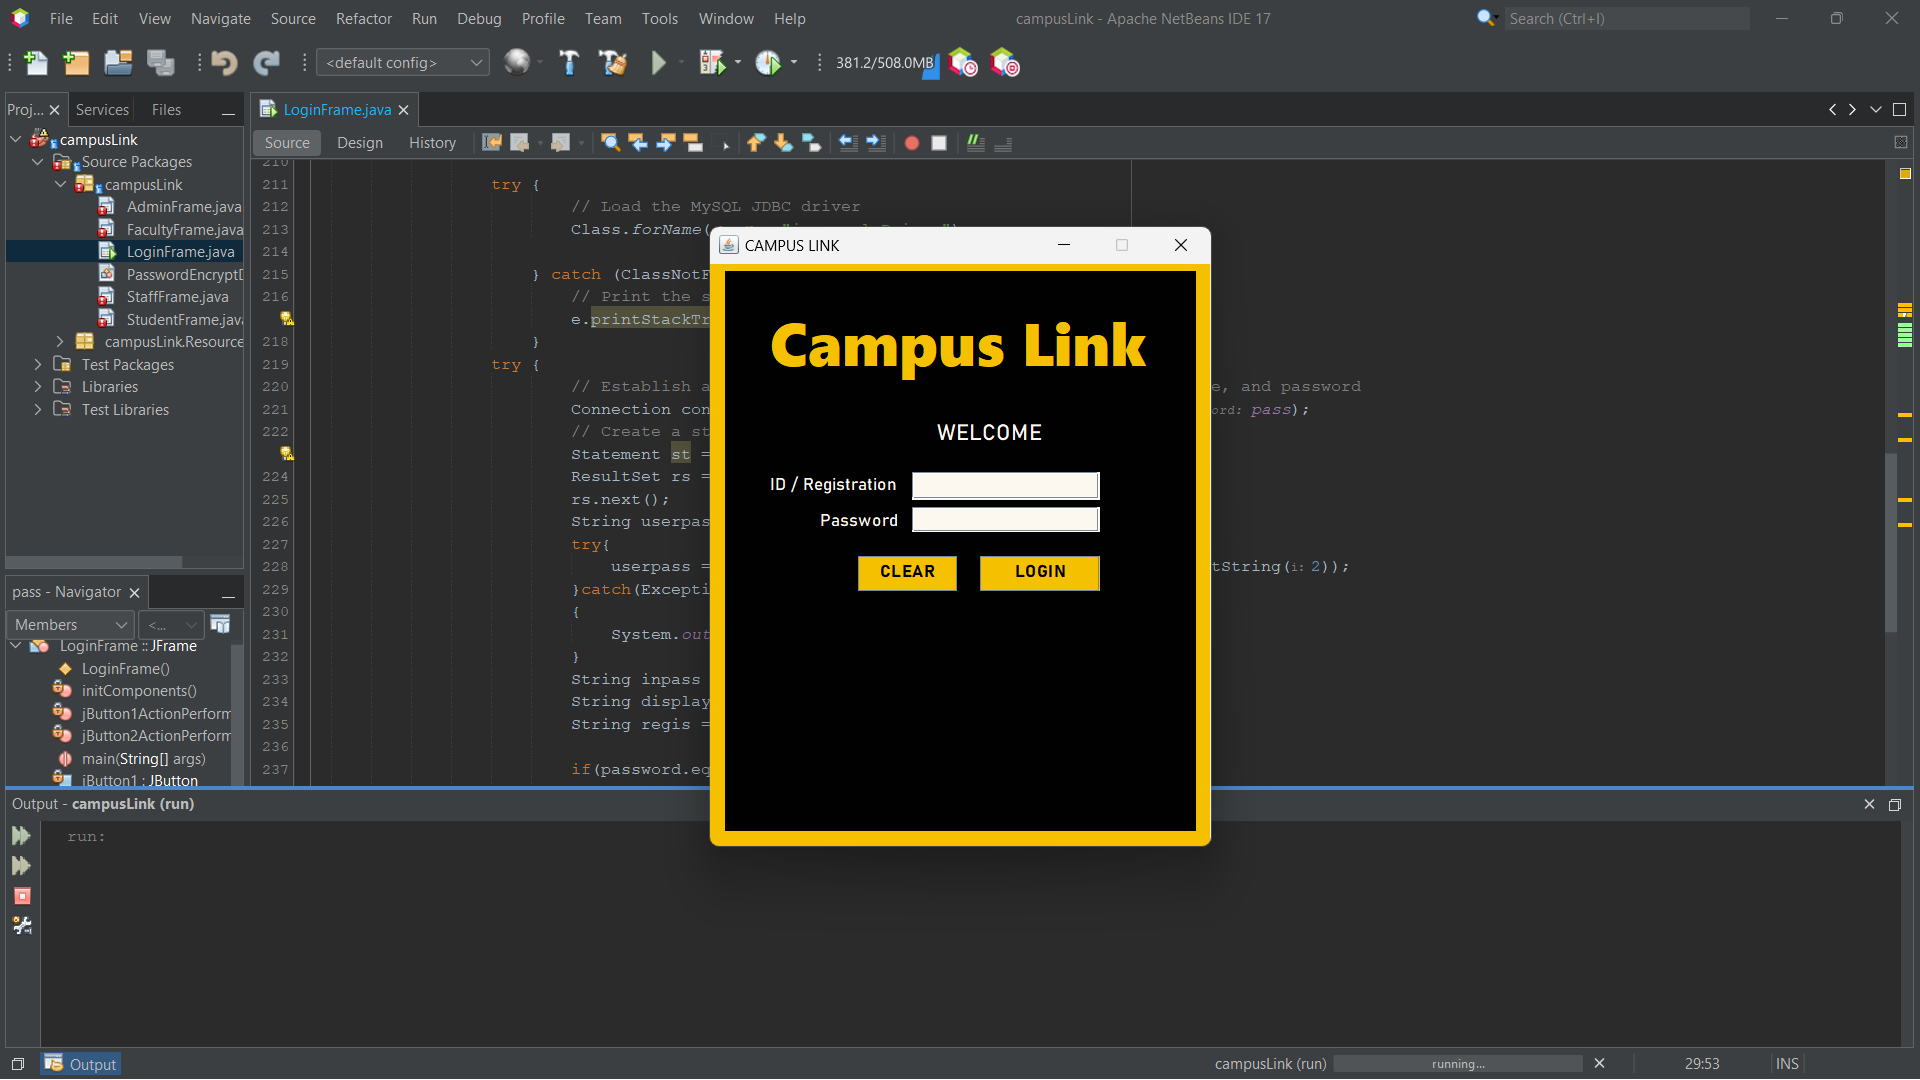 File Edit View Navigate Source Refactor Run Debug Profile Team Tools Window Help
campusLink - Apache NetBeans IDE 17
Search (Ctrl+I)
<default config>
381.2/508.0MB
Proj... Services Files
LoginFrame.java
campusLink
Source Packages
campusLink
AdminFrame.java
FacultyFrame.java
LoginFrame.java
PasswordEncryptD
StaffFrame.java
StudentFrame.java
campusLink.Resource
Test Packages
Libraries
Test Libraries
Source Design History
210
211 try {
212 // Load the MySQL JDBC driver
213 Class.forName(
214
215 } catch (ClassNotF
216 // Print the s
e.printStackTr
218 }
219 try {
220 // Establish a e, and password
221 Connection con ord: pass);
222 // Create a st
Statement st =
224 ResultSet rs =
225 rs.next();
226 String userpas
227 try{
228 userpass = tString(i: 2));
229 }catch(Excepti
230 {
231 System.out
232 }
233 String inpass
234 String display
235 String regis =
236
237 if(password.eq
CAMPUS LINK
Campus Link
WELCOME
ID / Registration
Password
CLEAR LOGIN
pass - Navigator
Members <...
LoginFrame :: JFrame
LoginFrame()
initComponents()
jButton1ActionPerform
jButton2ActionPerform
main(String[] args)
jButton1 : JButton
Output - campusLink (run)
run:
Output
campusLink (run) running... 29:53 INS